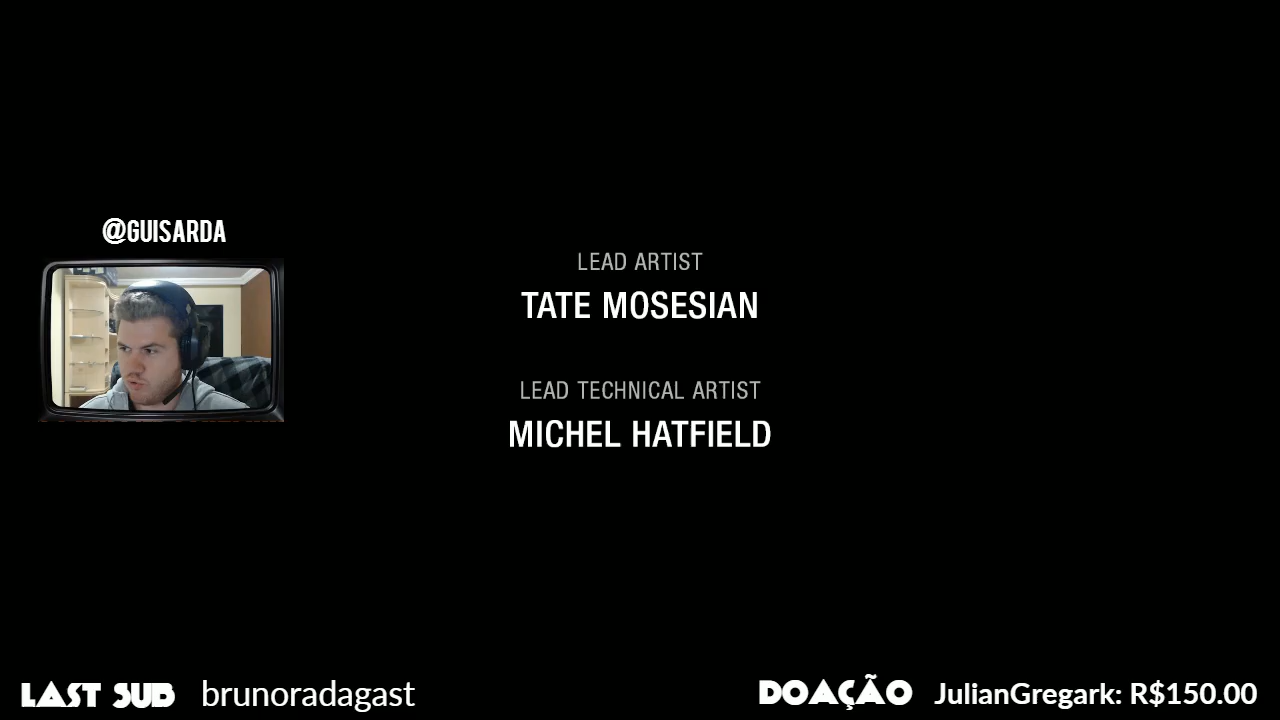 @GUISARDA
LEAD ARTIST
TATE MOSESIAN
LEAD TECHNICAL ARTIST
MICHEL HATFIELD
LAST SUB brunoradagast
DOAÇÃO JulianGregark: R$150.00